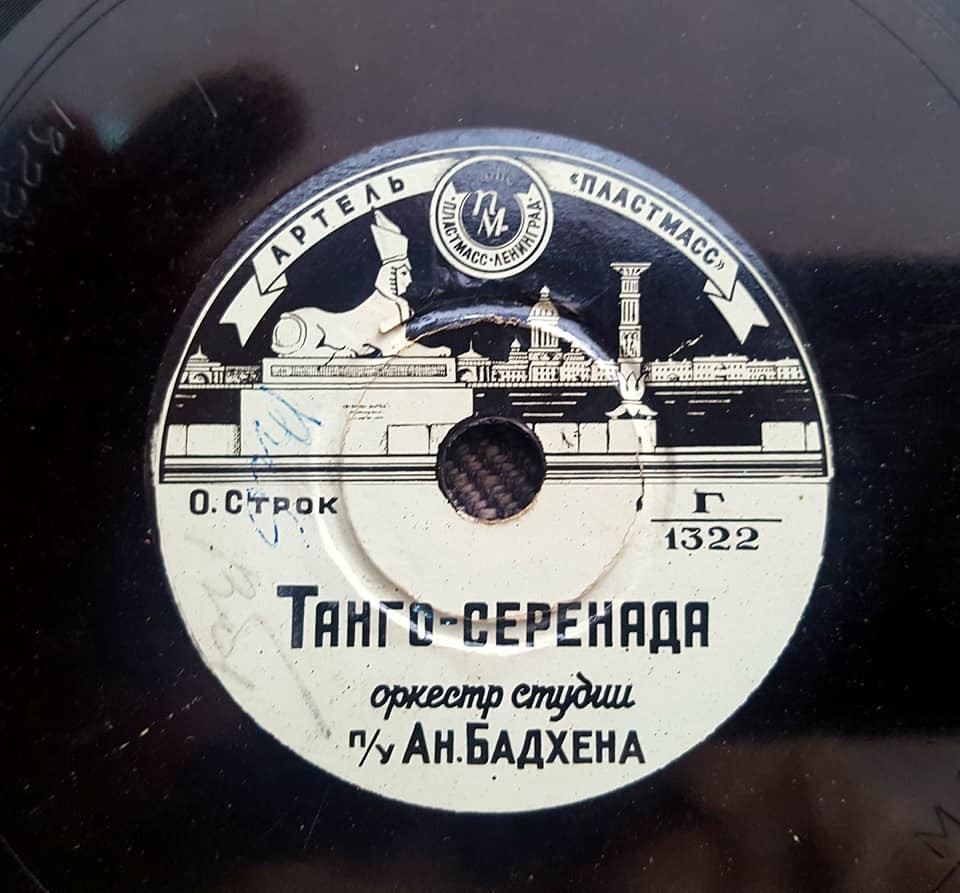 АРТЕЛЬ
«ПЛАСТМАСС»
ПМ
ПЛАСТМАСС·ЛЕНИНГРАД
О. СТРОК
Г
1322
ТАНГО-СЕРЕНАДА
оркестр студии
п/у АН. БАДХЕНА